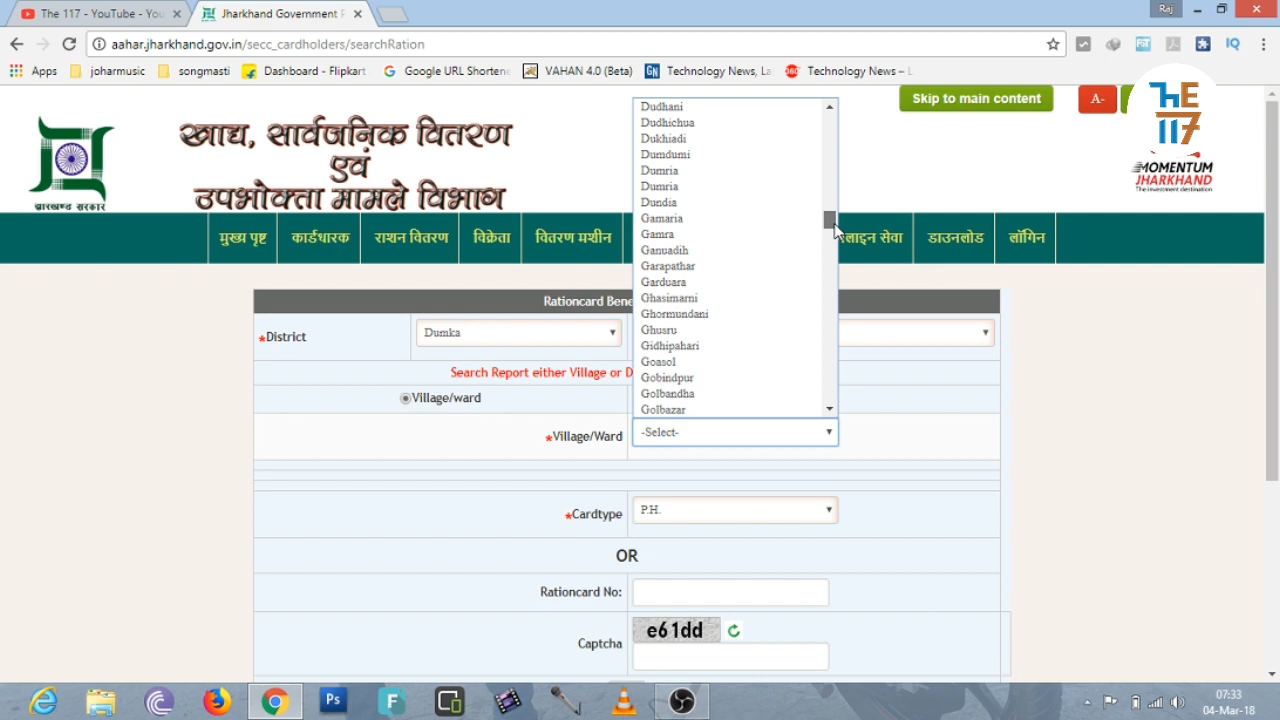 The 117 - YouTube - You
Jharkhand Government P
Raj
aahar.jharkhand.gov.in/secc_cardholders/searchRation
Apps
joharmusic
songmasti
Dashboard - Flipkart
Google URL Shortene
VAHAN 4.0 (Beta)
GN
Technology News, La
Technology News – L
IQ
Skip to main content
A-
THE
117
MOMENTUM
JHARKHAND
The investment destination
झारखण्ड सरकार
खाद्य, सार्वजनिक वितरण
एवं
उपभोक्ता मामले विभाग
मुख्य पृष्ट
कार्डधारक
राशन वितरण
विक्रेता
वितरण मशीन
लाइन सेवा
डाउनलोड
लॉगिन
Rationcard Bene
District
Dumka
Search Report either Village or D
Village/ward
Village/Ward
Dudhani
Dudhichua
Dukhiadi
Dumdumi
Dumria
Dumria
Dundia
Gamaria
Gamra
Ganuadih
Garapathar
Garduara
Ghasimarni
Ghormundani
Ghusru
Gidhipahari
Goasol
Gobindpur
Golbandha
Golbazar
-Select-
Cardtype
P.H.
OR
Rationcard No:
e61dd
Captcha
Ps
F
07:33
04-Mar-18